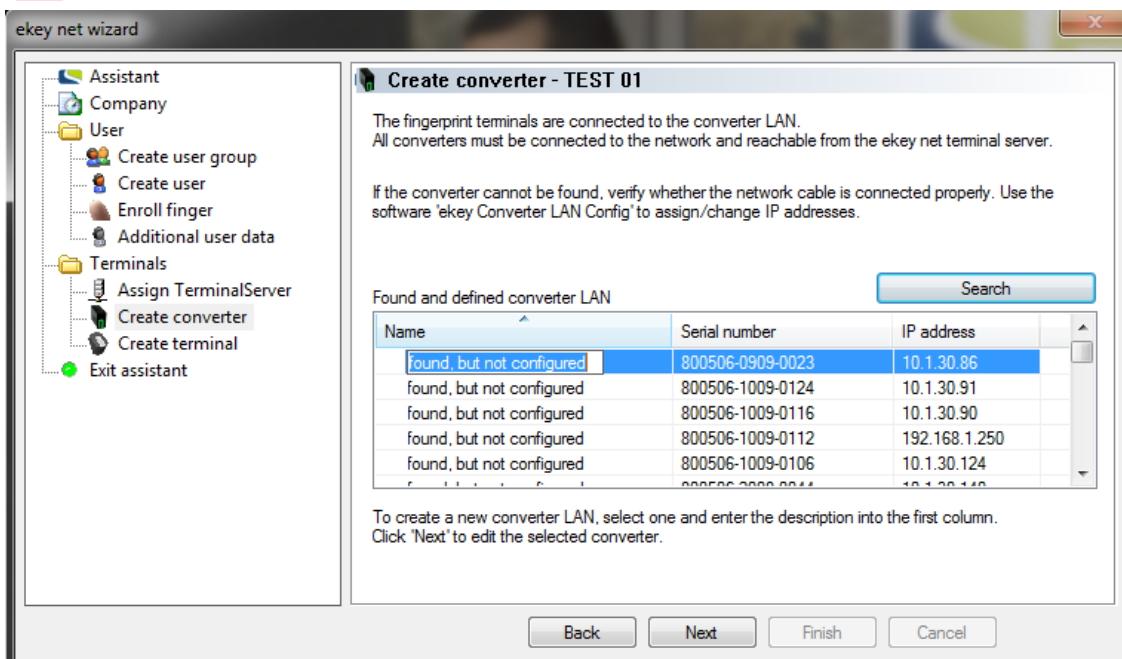 ekey net wizard
Assistant
Company
User
Create user group
Create user
Enroll finger
Additional user data
Terminals
Assign TerminalServer
Create converter
Create terminal
Exit assistant
Create converter - TEST 01
The fingerprint terminals are connected to the converter LAN.
All converters must be connected to the network and reachable from the ekey net terminal server.
If the converter cannot be found, verify whether the network cable is connected properly. Use the
software 'ekey Converter LAN Config' to assign/change IP addresses.
Found and defined converter LAN
Search
Name Serial number IP address
found, but not configured 800506-0909-0023 10.1.30.86
found, but not configured 800506-1009-0124 10.1.30.91
found, but not configured 800506-1009-0116 10.1.30.90
found, but not configured 800506-1009-0112 192.168.1.250
found, but not configured 800506-1009-0106 10.1.30.124
To create a new converter LAN, select one and enter the description into the first column.
Click 'Next' to edit the selected converter.
Back Next Finish Cancel